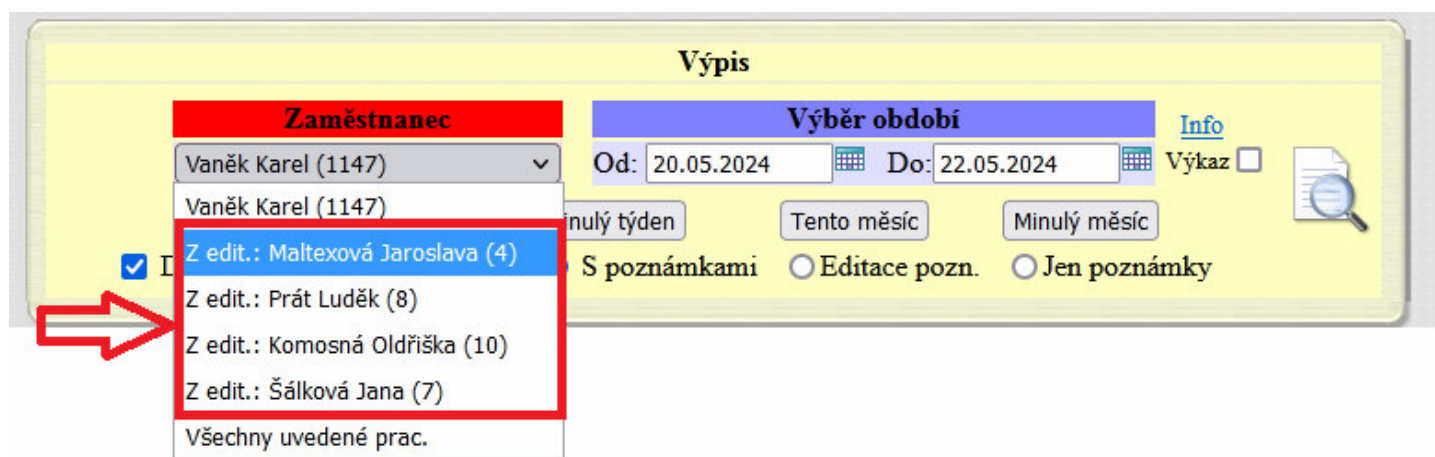 Výpis
Zaměstnanec
Výběr období
Info
Vaněk Karel (1147)
Od: 20.05.2024 Do: 22.05.2024 Výkaz
Vaněk Karel (1147)
týden Tento měsíc Minulý měsíc
Z edit.: Maltexová Jaroslava (4)
S poznámkami Editace pozn. Jen poznámky
Z edit.: Prát Luděk (8)
Z edit.: Komosná Oldřiška (10)
Z edit.: Šálková Jana (7)
Všechny uvedené prac.